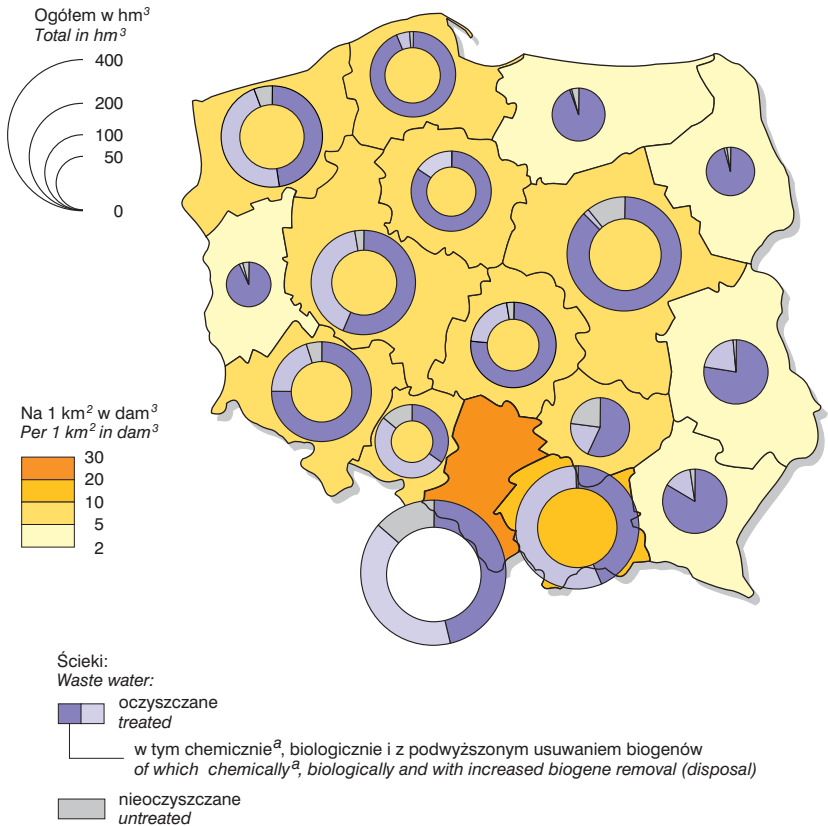 Ogółem w hm³
Total in hm³
400
200
100
50
0
Na 1 km² w dam³
Per 1 km² in dam³
30
20
10
5
2
Ścieki:
Waste water:
oczyszczane
treated
w tym chemicznieᵃ, biologicznie i z podwyższonym usuwaniem biogenów
of which chemicallyᵃ, biologically and with increased biogene removal (disposal)
nieoczyszczane
untreated